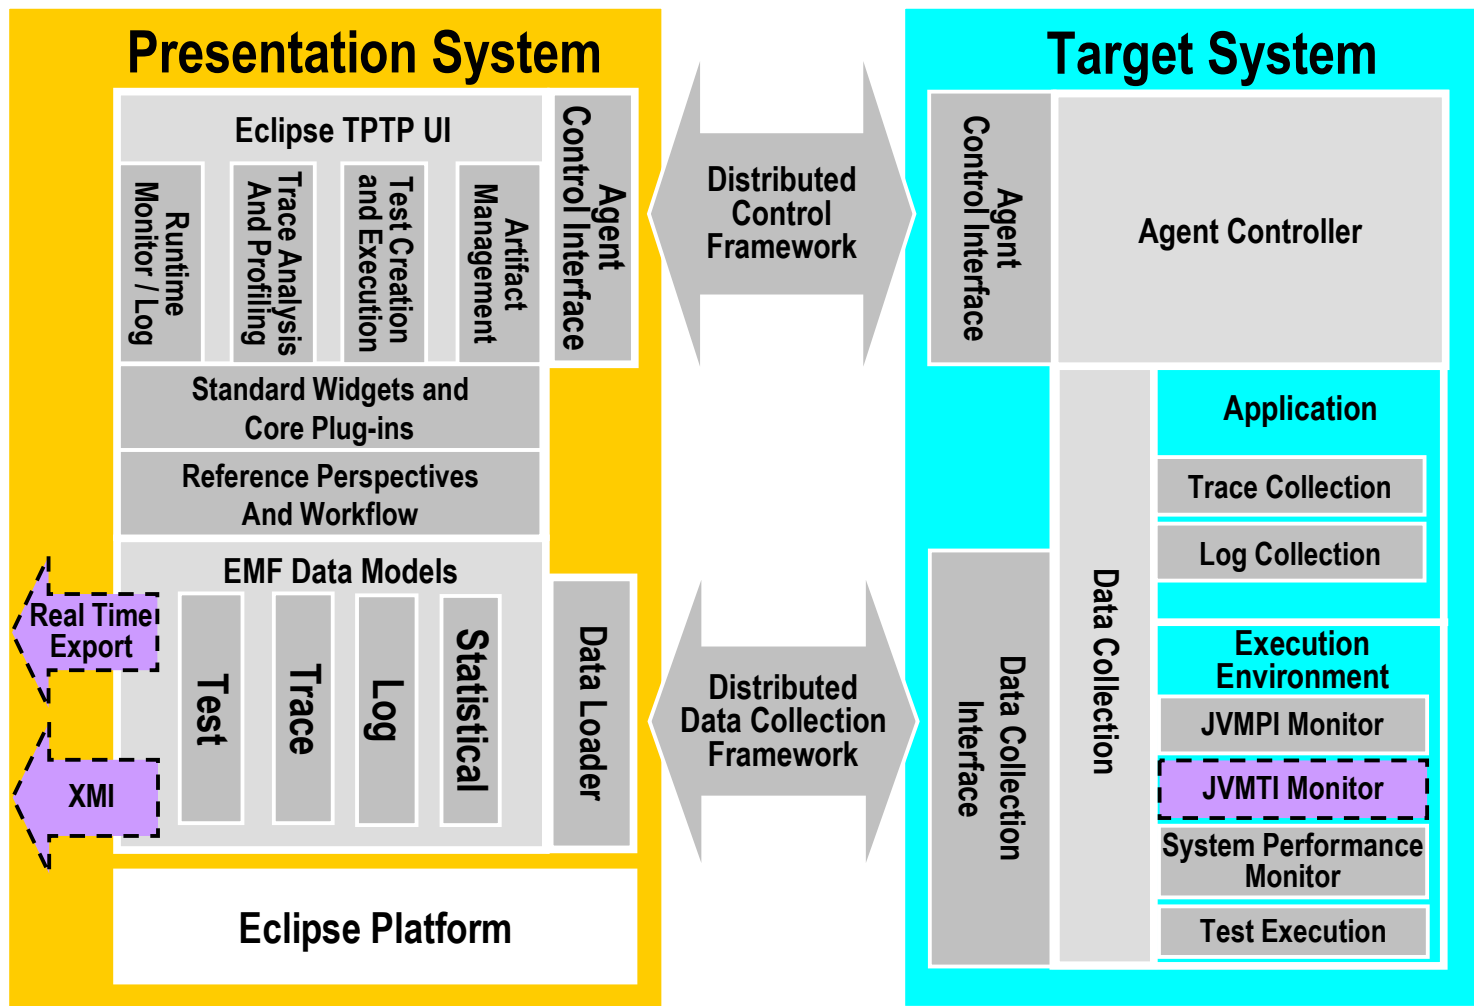 Presentation System
Eclipse TPTP UI
Runtime
Monitor / Log
Trace Analysis
And Profiling
Test Creation
and Execution
Artifact
Management
Agent
Control Interface
Standard Widgets and
Core Plug-ins
Reference Perspectives
And Workflow
EMF Data Models
Test
Trace
Log
Statistical
Data Loader
Real Time
Export
XMI
Eclipse Platform
Distributed
Control
Framework
Distributed
Data Collection
Framework
Target System
Agent
Control Interface
Agent Controller
Data Collection
Interface
Data Collection
Application
Trace Collection
Log Collection
Execution
Environment
JVMPI Monitor
JVMTI Monitor
System Performance
Monitor
Test Execution